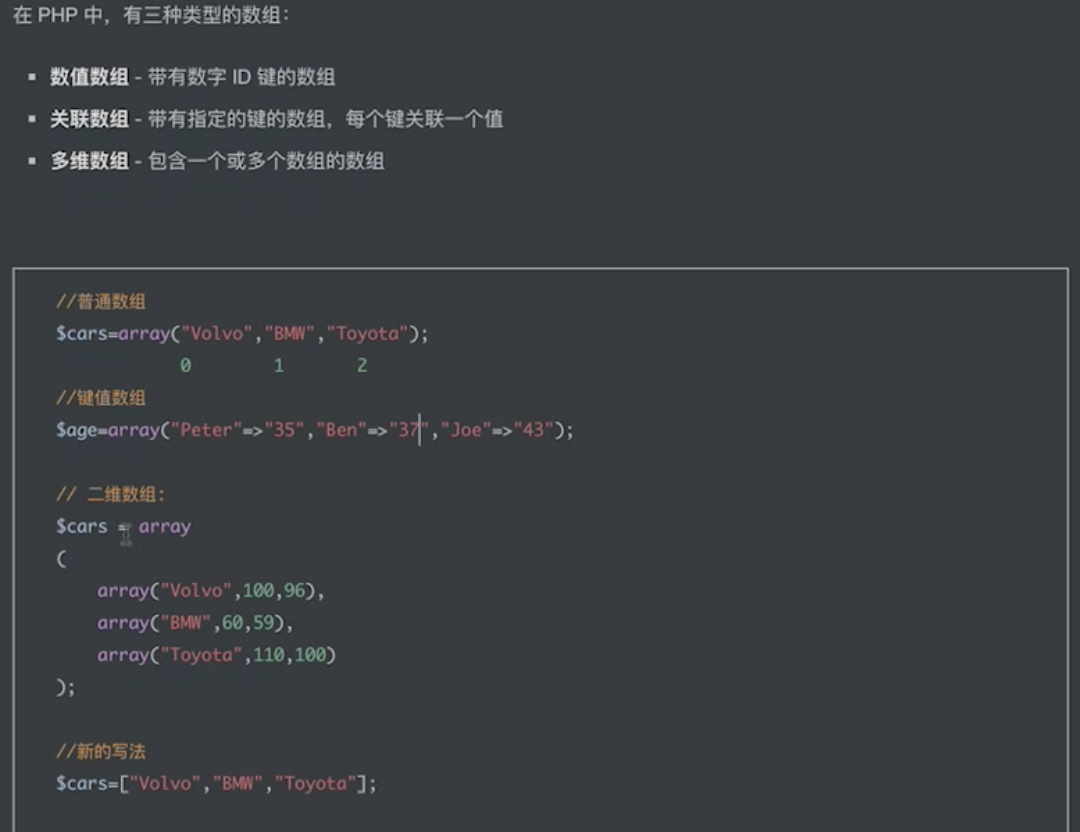 在 PHP 中，有三种类型的数组：
▪ 数值数组 - 带有数字 ID 键的数组
▪ 关联数组 - 带有指定的键的数组，每个键关联一个值
▪ 多维数组 - 包含一个或多个数组的数组
//普通数组
$cars=array("Volvo","BMW","Toyota");
0 1 2
//键值数组
$age=array("Peter"=>"35","Ben"=>"37","Joe"=>"43");
// 二维数组：
$cars = array
(
array("Volvo",100,96),
array("BMW",60,59),
array("Toyota",110,100)
);
//新的写法
$cars=["Volvo","BMW","Toyota"];